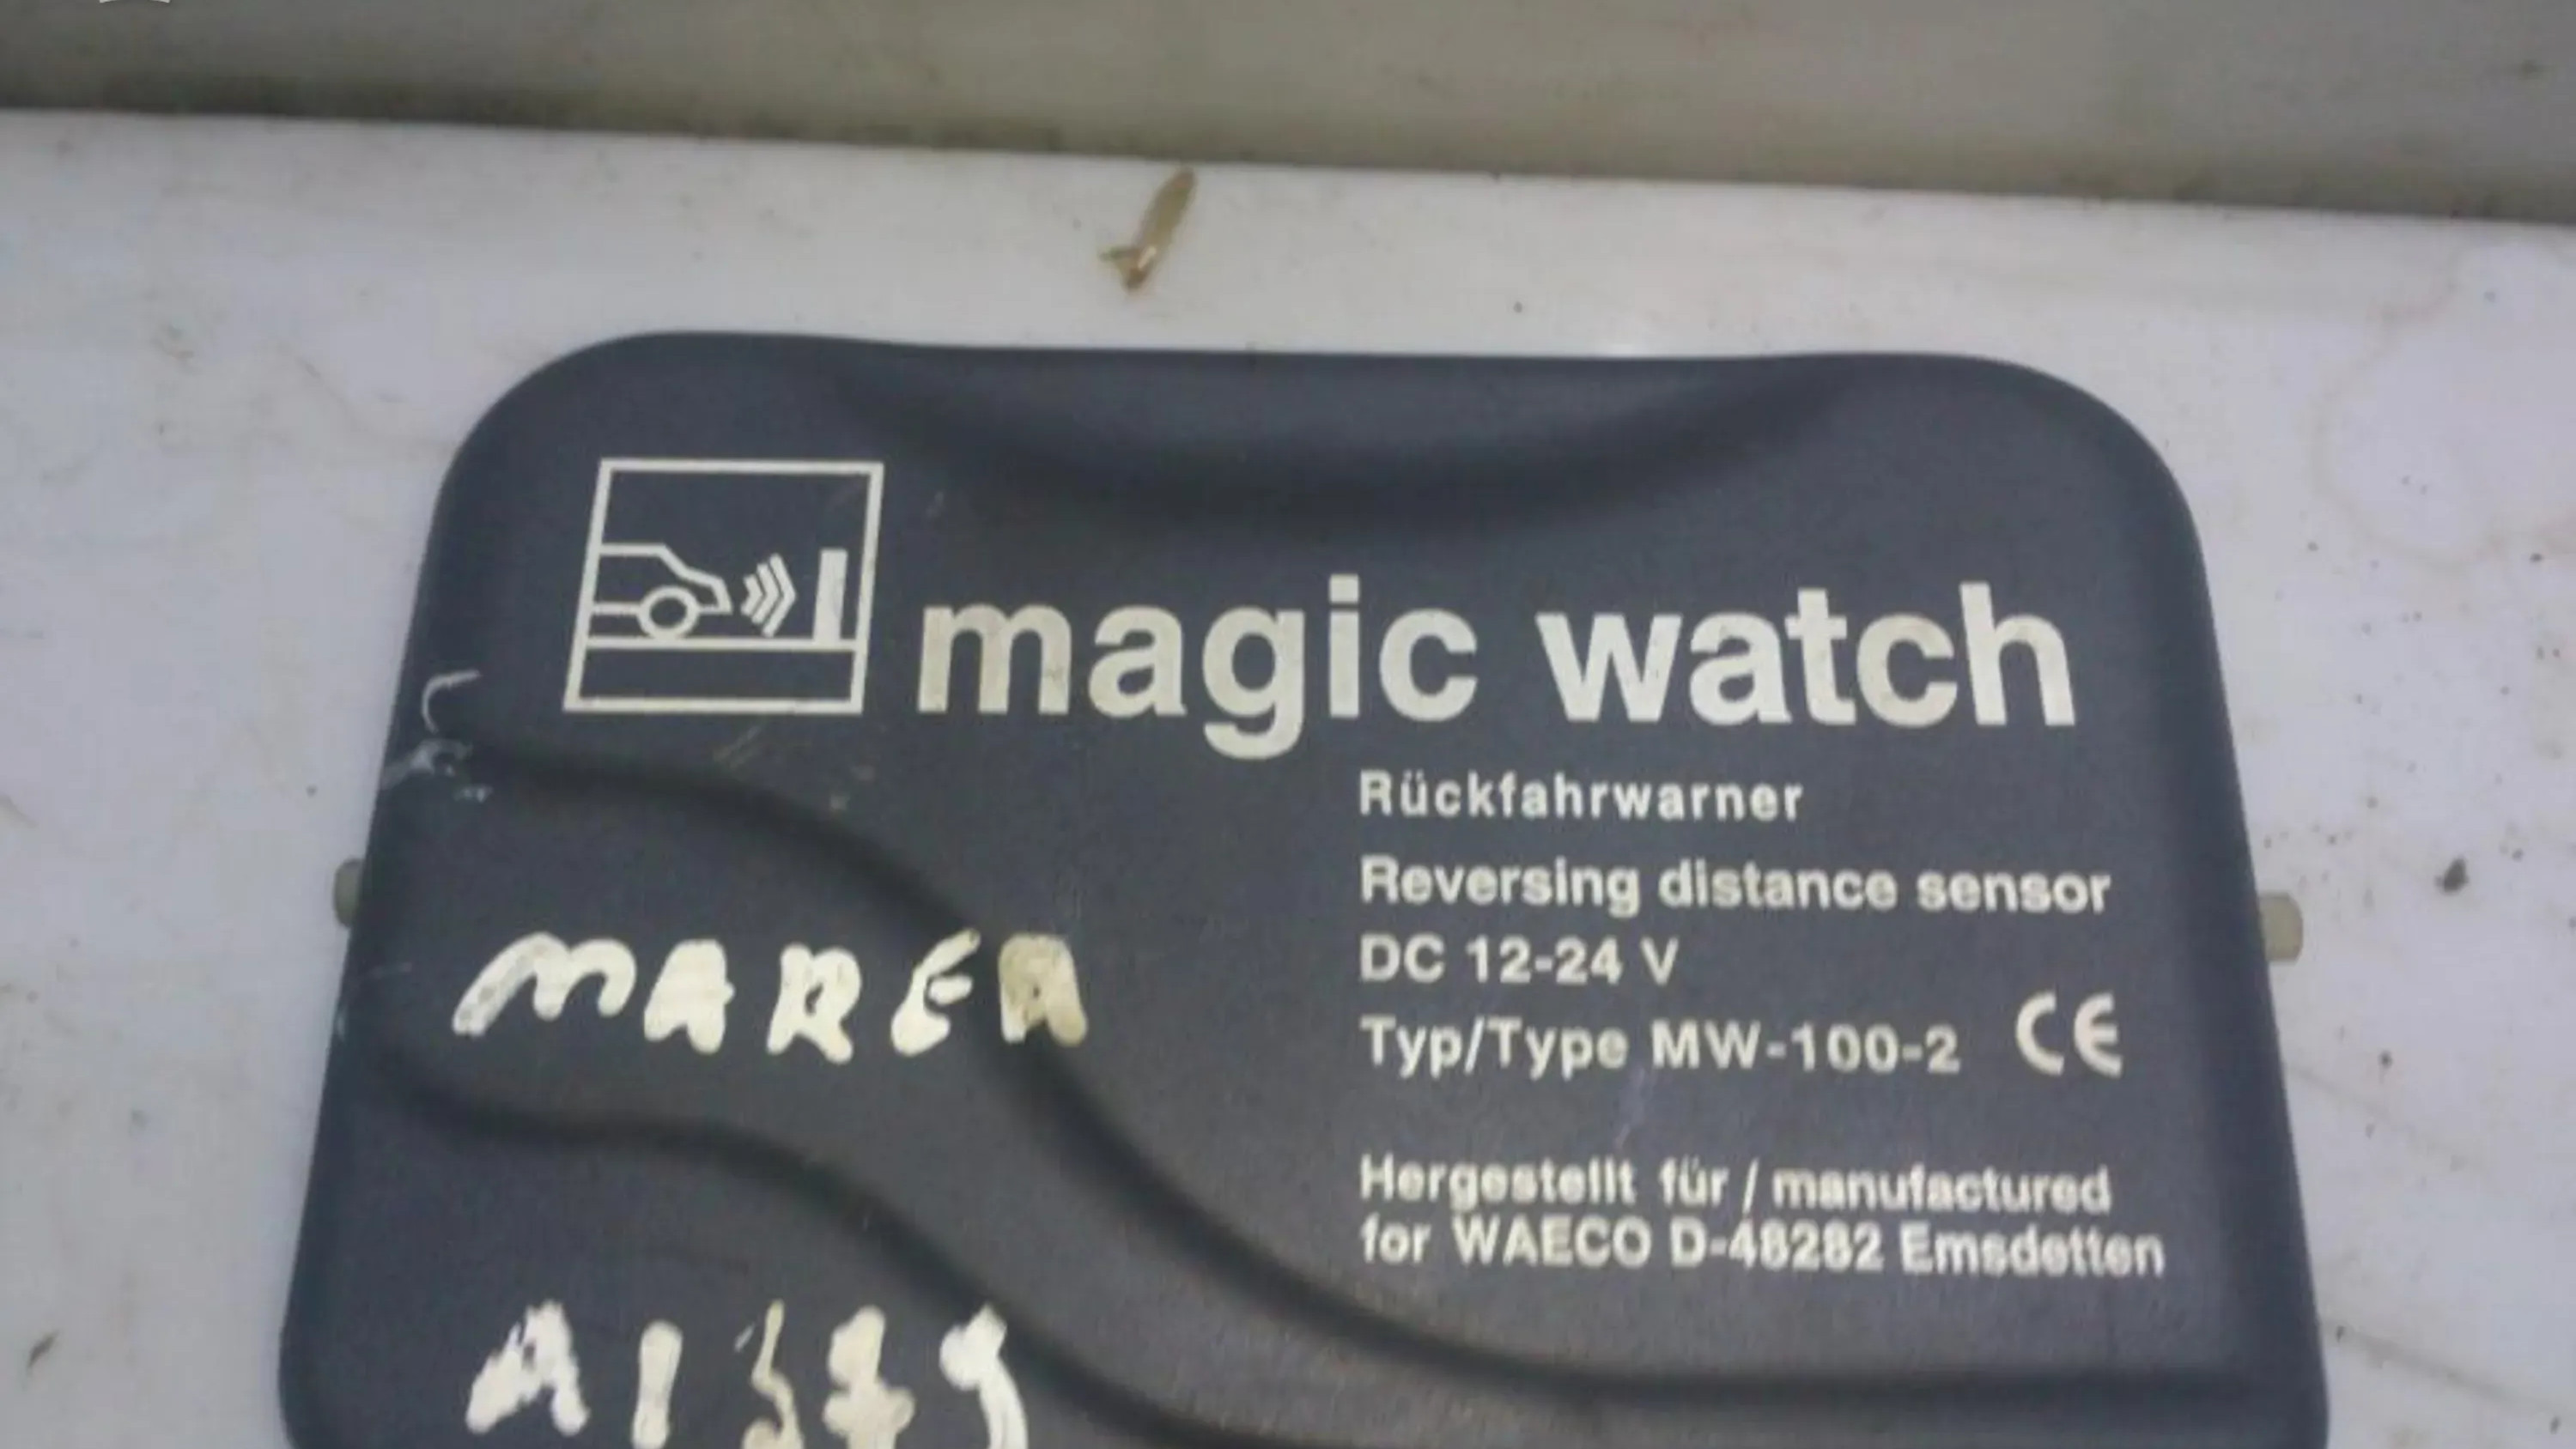 magic watch
Rückfahrwarner
Reversing distance sensor
DC 12-24 V
Typ/Type MW-100-2 CE
Hergestellt für / manufactured
for WAECO D-48282 Emsdetten
MAREA